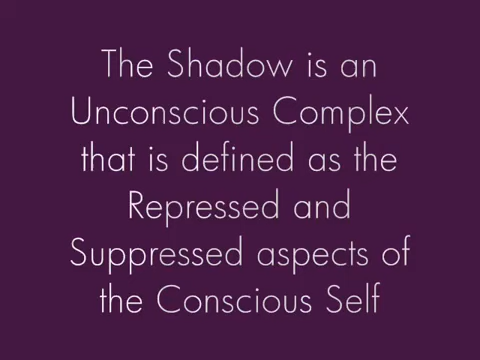 The Shadow is an
Unconscious Complex
that is defined as the
Repressed and
Suppressed aspects of
the Conscious Self